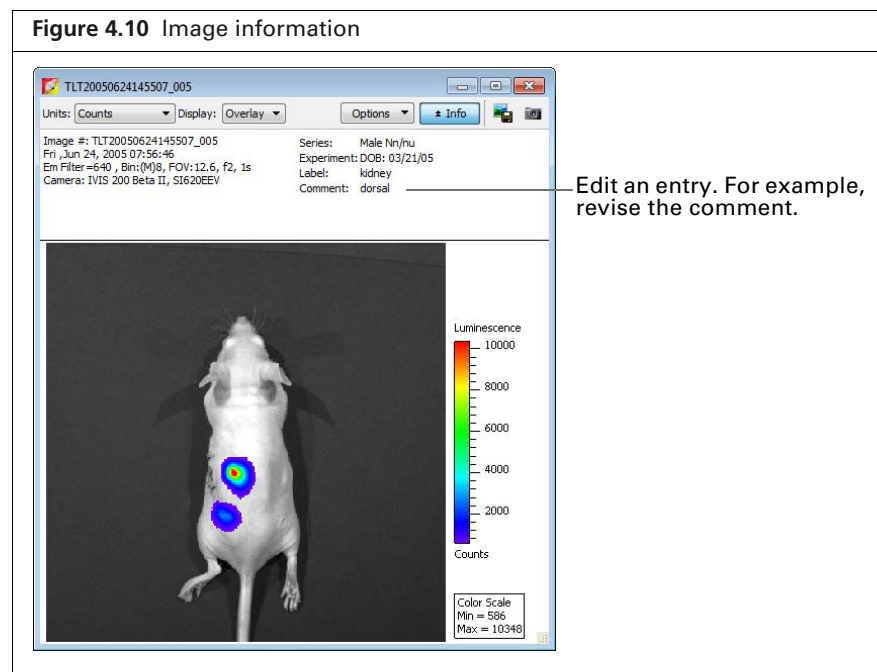 Figure 4.10 Image information
TLT20050624145507_005
Units: Counts Display: Overlay Options Info
Image #: TLT20050624145507_005
Fri ,Jun 24, 2005 07:56:46
Em Filter=640 , Bin:(M)8, FOV:12.6, f2, 1s
Camera: IVIS 200 Beta II, SI620EEV
Series: Male Nn/nu
Experiment: DOB: 03/21/05
Label: kidney
Comment: dorsal
Edit an entry. For example,
revise the comment.
Luminescence
10000
8000
6000
4000
2000
Counts
Color Scale
Min = 586
Max = 10348